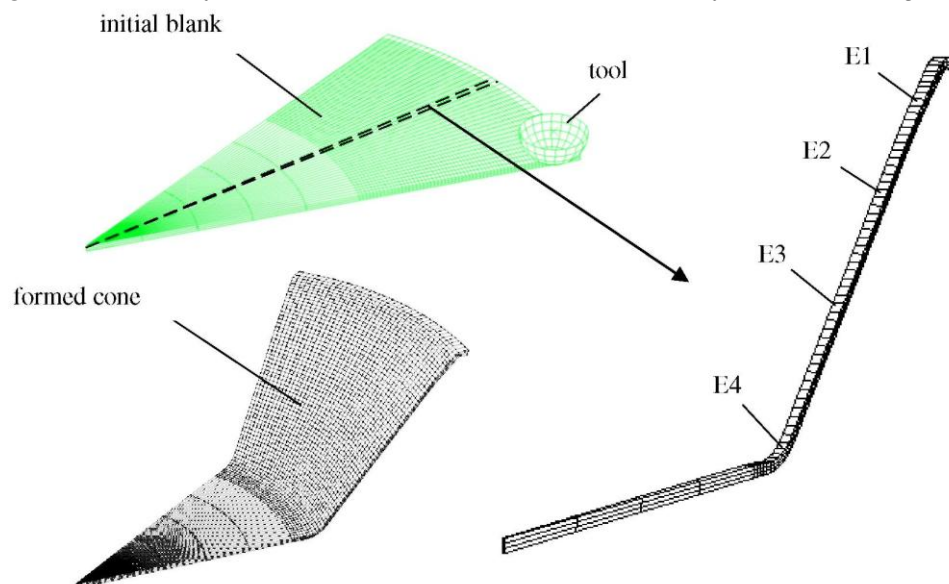 initial blank
tool
E1
E2
E3
formed cone
E4